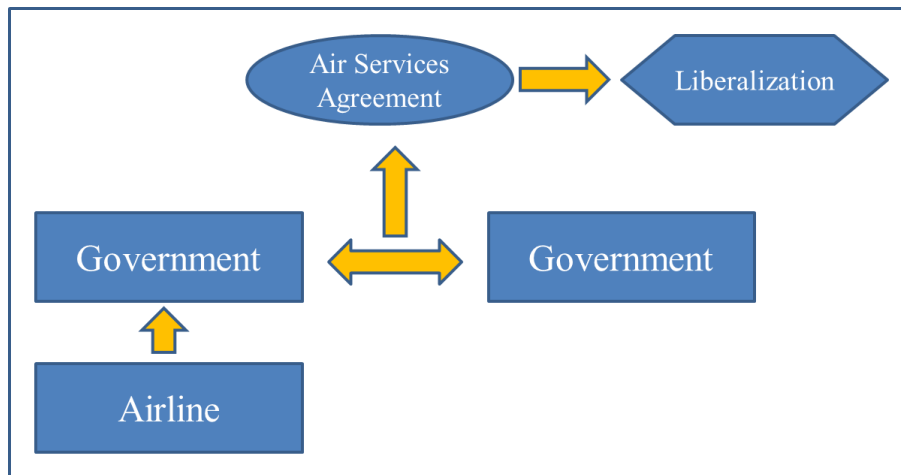 Air Services
Agreement
Liberalization
Government
Government
Airline